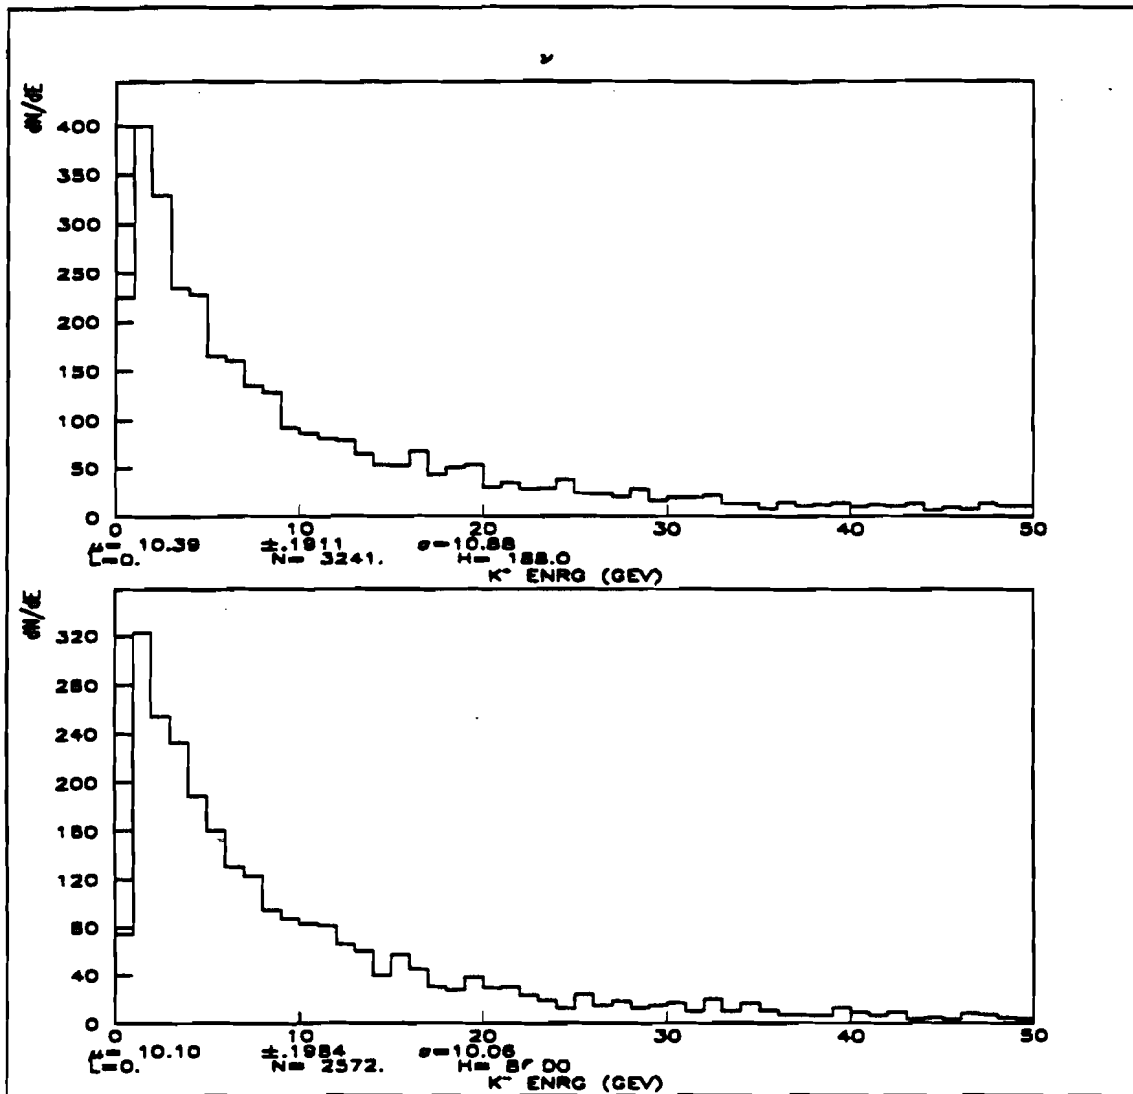 ν
dN/dE
400
350
300
250
200
150
100
50
0
0 10 20 30 40 50
μ= 10.39 ±.1911 σ=10.88
L=0. N= 3241. H= 188.0
K⁺ ENRG (GEV)
dN/dE
320
280
240
200
160
120
80
40
0
0 10 20 30 40 50
μ= 10.10 ±.1984 σ=10.06
L=0. N= 2572. H=
ENRG (GEV)